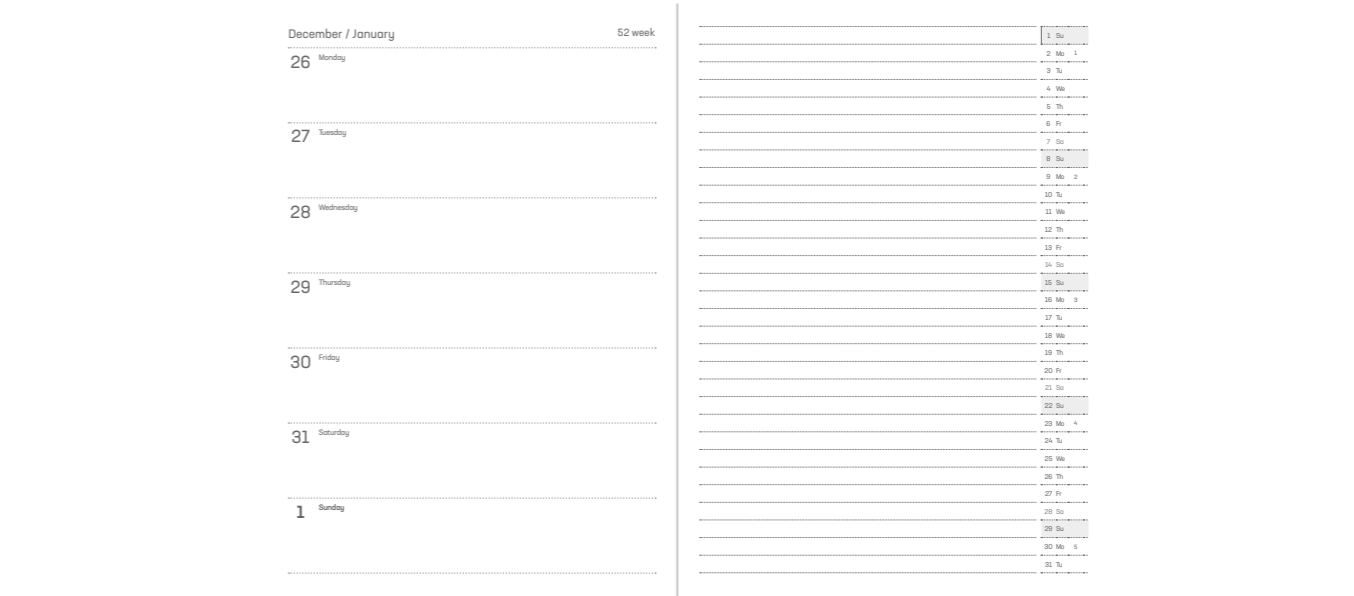 December / January 52 week
26 Monday
27 Tuesday
28 Wednesday
29 Thursday
30 Friday
31 Saturday
1 Sunday
1 Su
2 Mo 1
3 Tu
4 We
5 Th
6 Fr
7 Sa
8 Su
9 Mo 2
10 Tu
11 We
12 Th
13 Fr
14 Sa
15 Su
16 Mo 3
17 Tu
18 We
19 Th
20 Fr
21 Sa
22 Su
23 Mo 4
24 Tu
25 We
26 Th
27 Fr
28 Sa
29 Su
30 Mo 5
31 Tu